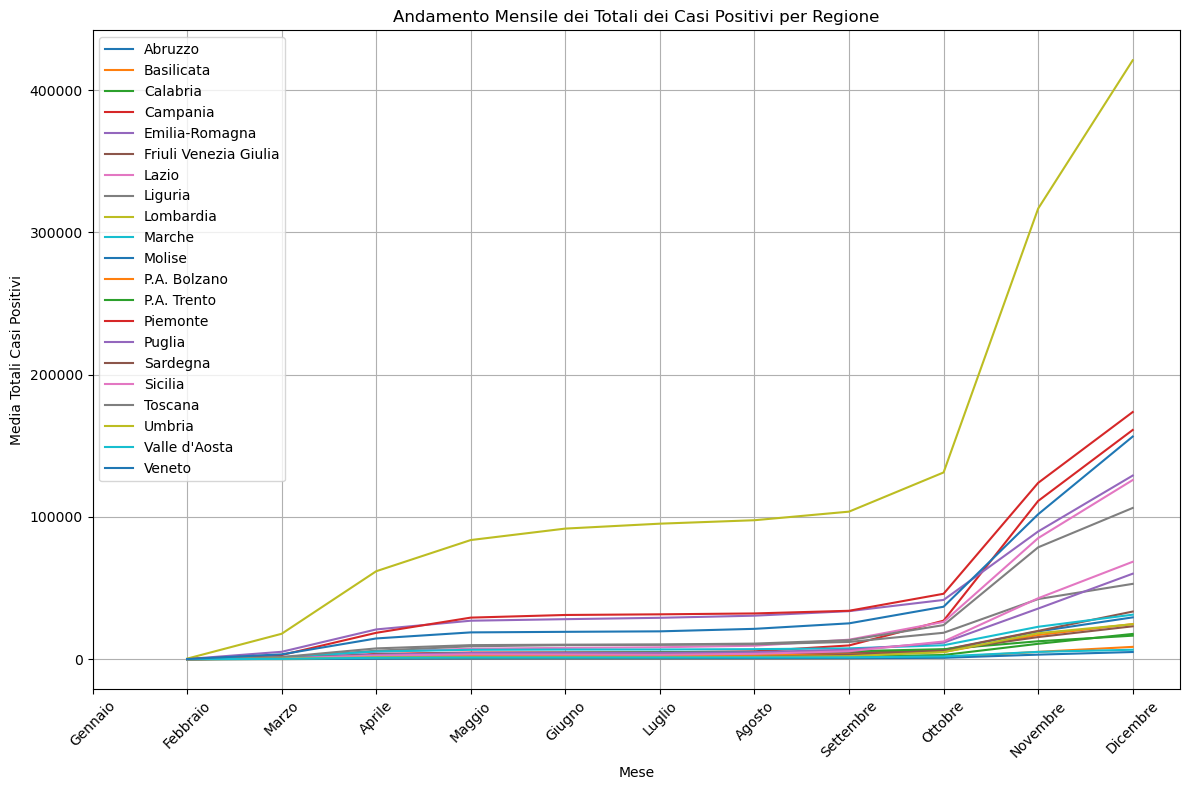 Andamento Mensile dei Totali dei Casi Positivi per Regione
Abruzzo
Basilicata
Calabria
Campania
Emilia-Romagna
Friuli Venezia Giulia
Lazio
Liguria
Lombardia
Marche
Molise
P.A. Bolzano
P.A. Trento
Piemonte
Puglia
Sardegna
Sicilia
Toscana
Umbria
Valle d'Aosta
Veneto
Media Totali Casi Positivi
400000
300000
200000
100000
0
Gennaio
Febbraio
Marzo
Aprile
Maggio
Giugno
Luglio
Agosto
Settembre
Ottobre
Novembre
Dicembre
Mese